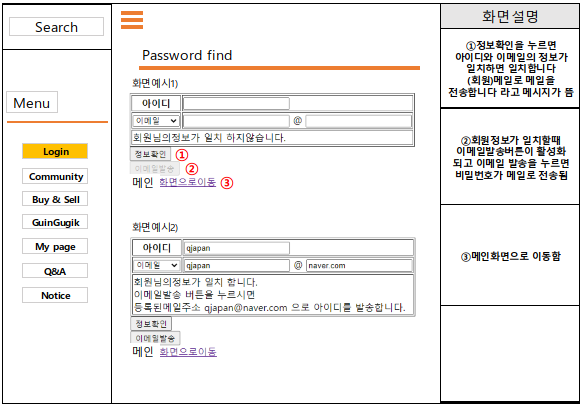 Search
Menu
Login
Community
Buy & Sell
GuinGugik
My page
Q&A
Notice
Password find
화면예시1)
아이디
이메일 @
회원님의정보가 일치 하지않습니다.
정보확인 ①
이메일발송 ②
메인 화면으로이동 ③
화면예시2)
아이디 qjapan
이메일 qjapan @ naver.com
회원님의정보가 일치 합니다.
이메일발송 버튼을 누르시면
등록된메일주소 qjapan@naver.com 으로 아이디를 발송합니다.
정보확인
이메일발송
메인 화면으로이동
화면설명
①정보확인을 누르면
아이디와 이메일의 정보가
일치하면 일치합니다
(회원)메일로 메일을
전송합니다 라고 메시지가 뜸
②회원정보가 일치할때
이메일발송버튼이 활성화
되고 이메일 발송을 누르면
비밀번호가 메일로 전송됨
③메인화면으로 이동함